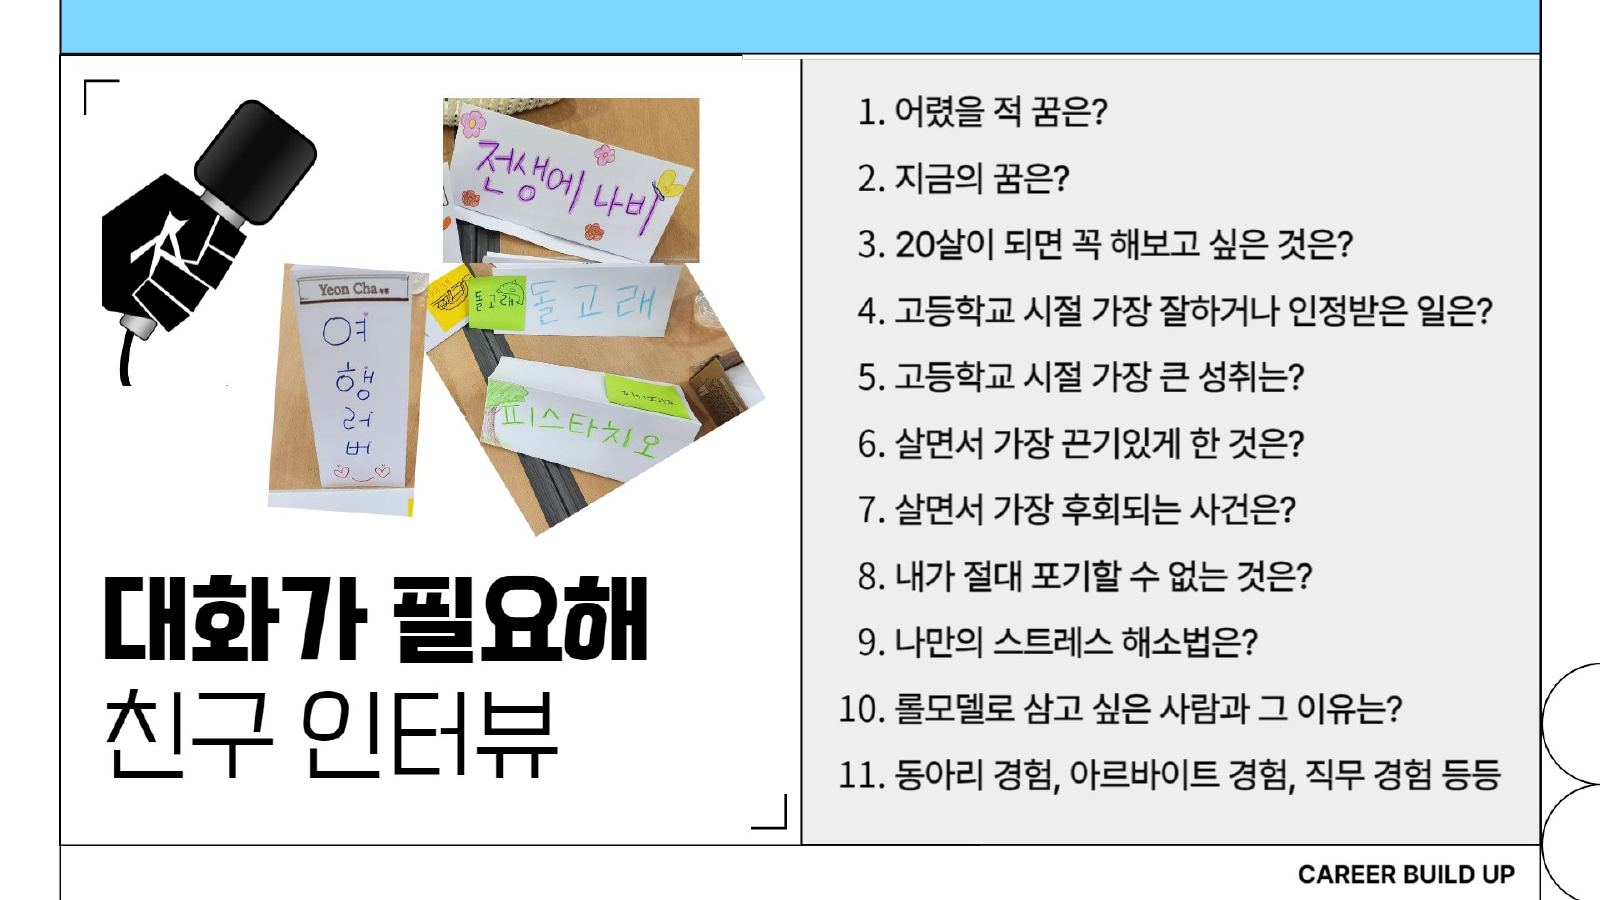 전생에 나비
Yeon Cha
여
행
러
버
돌고래
돌고래
피스타치오
대화가 필요해
친구 인터뷰
1. 어렸을 적 꿈은?
2. 지금의 꿈은?
3. 20살이 되면 꼭 해보고 싶은 것은?
4. 고등학교 시절 가장 잘하거나 인정받은 일은?
5. 고등학교 시절 가장 큰 성취는?
6. 살면서 가장 끈기있게 한 것은?
7. 살면서 가장 후회되는 사건은?
8. 내가 절대 포기할 수 없는 것은?
9. 나만의 스트레스 해소법은?
10. 롤모델로 삼고 싶은 사람과 그 이유는?
11. 동아리 경험, 아르바이트 경험, 직무 경험 등등
CAREER BUILD UP